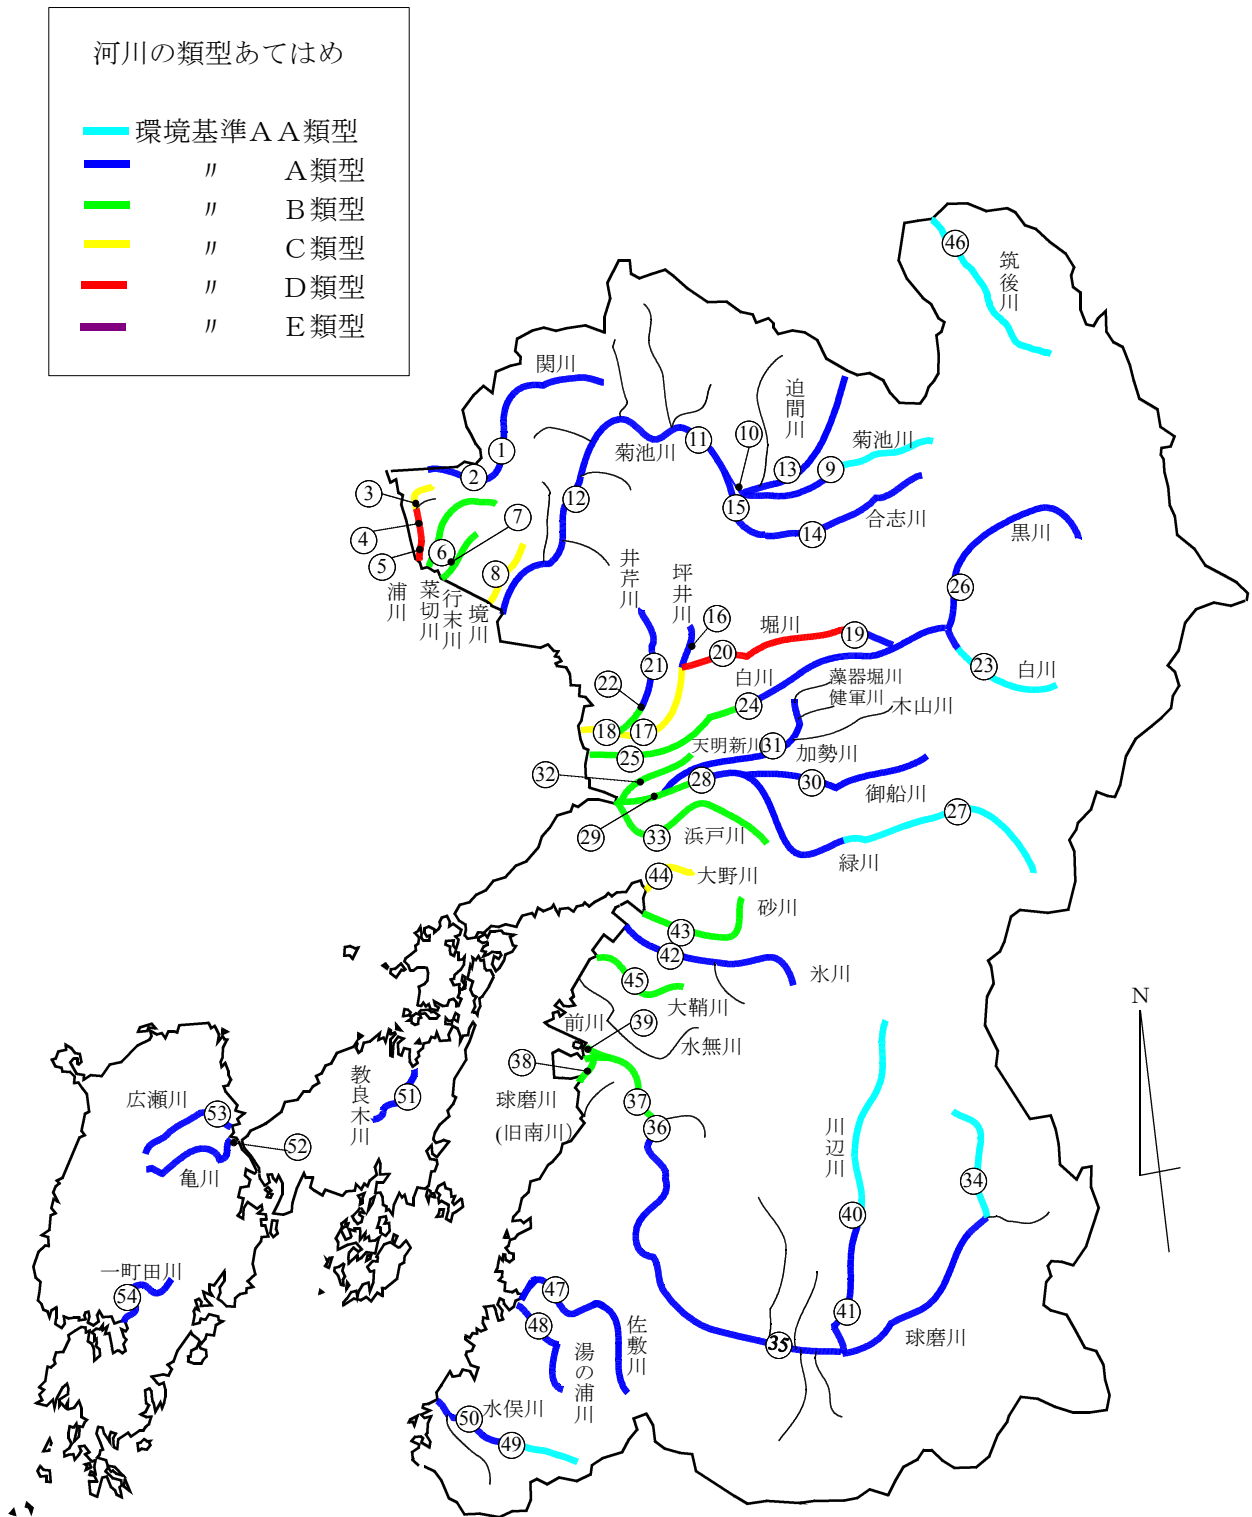 河川の類型あてはめ
環境基準ＡＡ類型
〃 Ａ類型
〃 Ｂ類型
〃 Ｃ類型
〃 Ｄ類型
〃 Ｅ類型
46
筑後川
関川
迫間川
菊池川
10
11
菊池川
1
2
13
9
3
12
15
合志川
7
14
4
黒川
6
5
8
井芹川
坪井川
浦川
菜切川
行末川
境川
26
16
堀川
19
20
21
白川
23
白川
藻器堀川
22
健軍川
24
木山川
18
17
天明新川
31
加勢川
25
32
28
30
御船川
29
33
浜戸川
27
緑川
44
大野川
砂川
43
42
氷川
45
大鞘川
N
前川
39
水無川
38
球磨川
(旧南川)
教良木川
51
37
広瀬川
53
36
川辺川
52
亀川
34
40
一町田川
54
47
48
41
佐敷川
湯の浦川
35
球磨川
50
水俣川
49